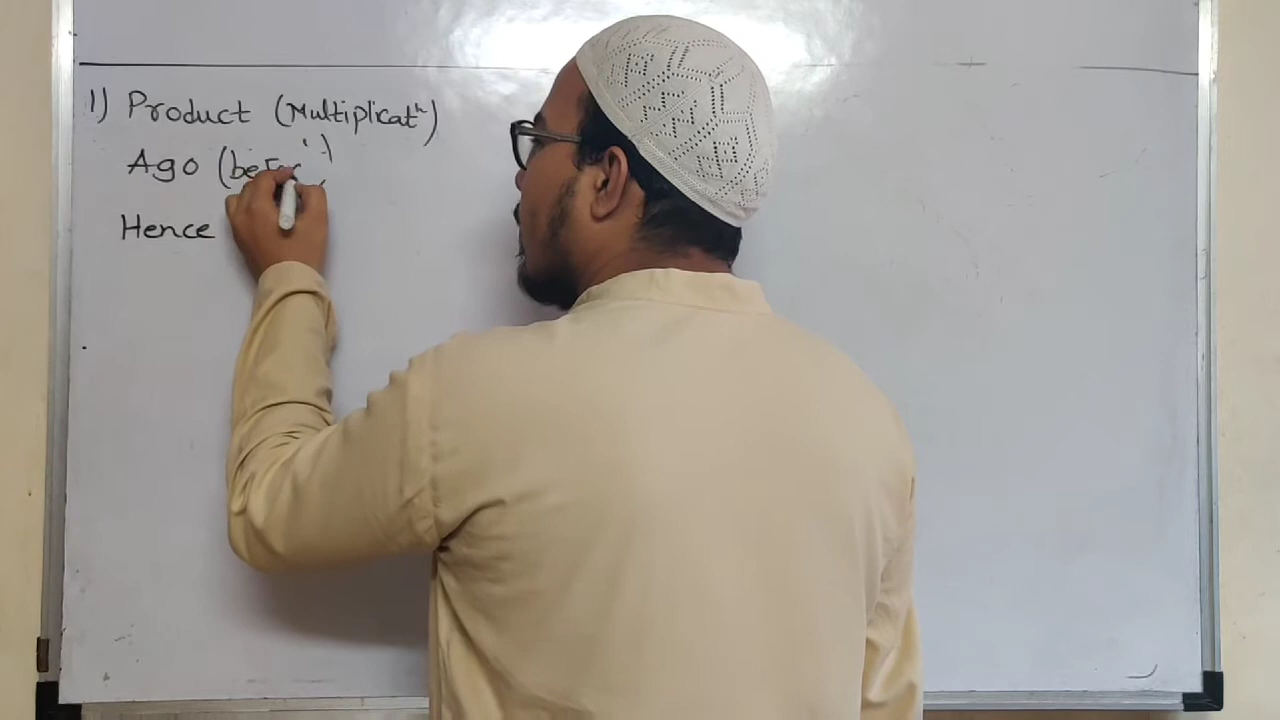 1) Product (Multiplicatⁿ)
Ago (
Hence